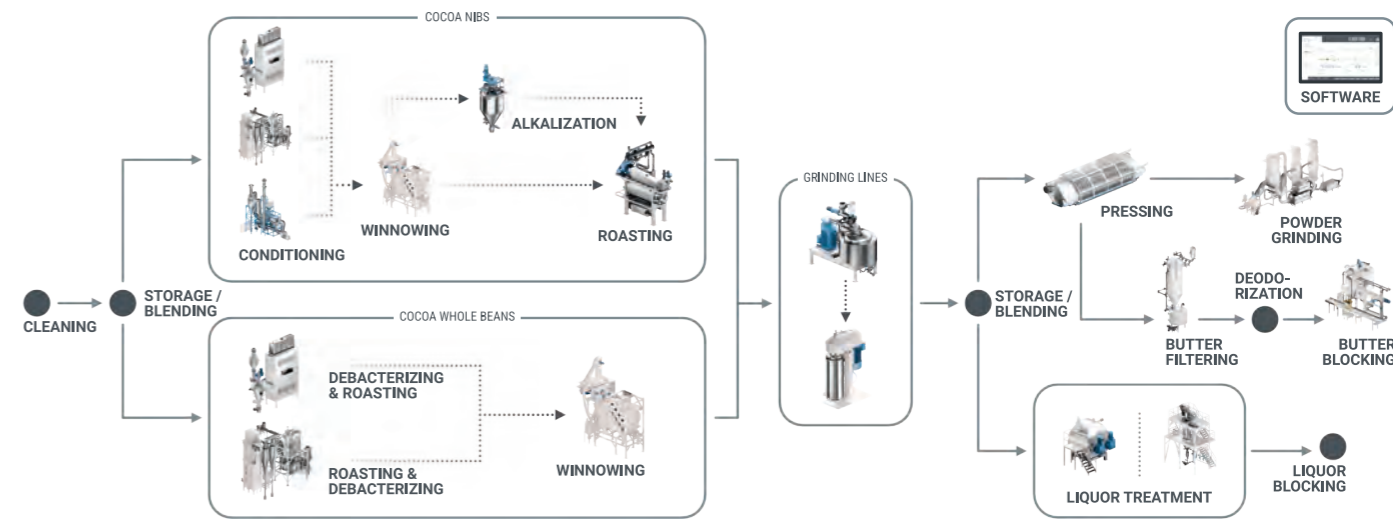 COCOA NIBS
ALKALIZATION
WINNOWING
CONDITIONING
ROASTING
CLEANING
STORAGE /
BLENDING
COCOA WHOLE BEANS
DEBACTERIZING
& ROASTING
ROASTING &
DEBACTERIZING
WINNOWING
GRINDING LINES
STORAGE /
BLENDING
SOFTWARE
PRESSING
POWDER
GRINDING
BUTTER
FILTERING
DEODO-
RIZATION
BUTTER
BLOCKING
LIQUOR TREATMENT
LIQUOR
BLOCKING